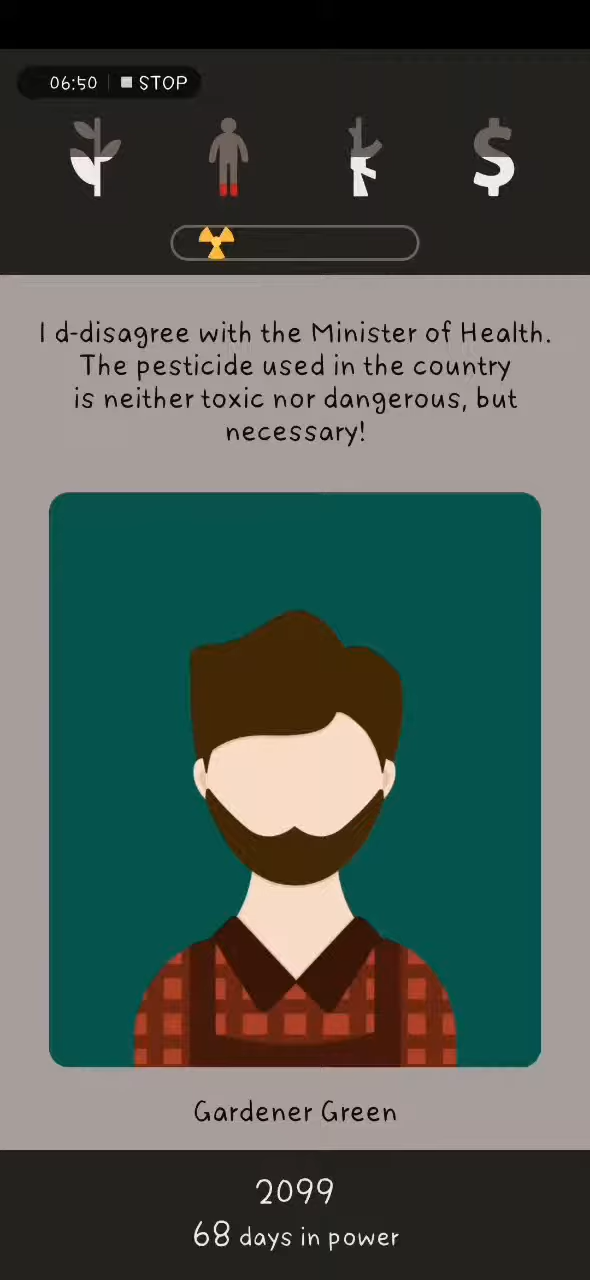 06:50 STOP
I d-disagree with the Minister of Health.
The pesticide used in the country
is neither toxic nor dangerous, but
necessary!
Gardener Green
2099
68 days in power